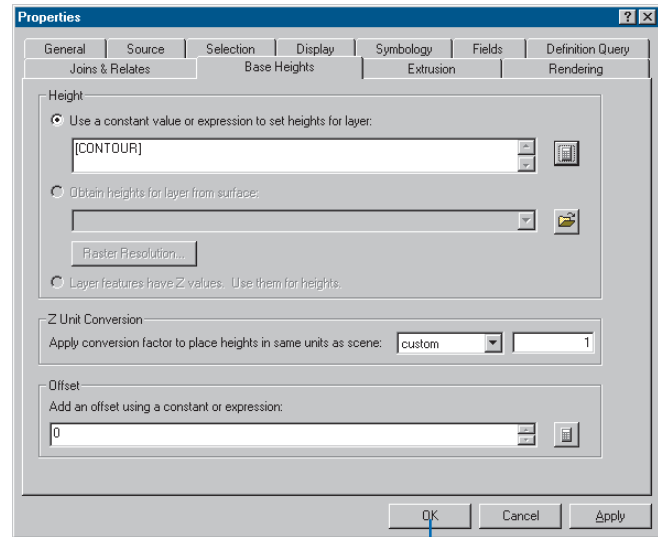 Properties
General Source Selection Display Symbology Fields Definition Query
Joins & Relates Base Heights Extrusion Rendering
Height
Use a constant value or expression to set heights for layer:
[CONTOUR]
Obtain heights for layer from surface:
Raster Resolution...
Layer features have Z values. Use them for heights.
Z Unit Conversion
Apply conversion factor to place heights in same units as scene: custom 1
Offset
Add an offset using a constant or expression:
0
OK Cancel Apply